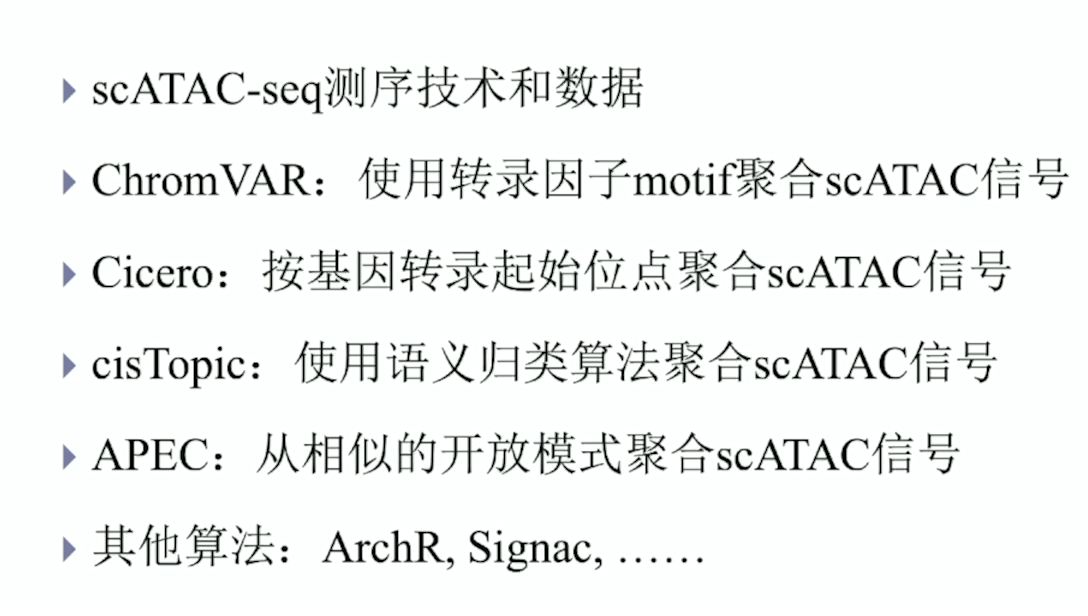 scATAC-seq测序技术和数据
ChromVAR：使用转录因子motif聚合scATAC信号
Cicero：按基因转录起始位点聚合scATAC信号
cisTopic：使用语义归类算法聚合scATAC信号
APEC：从相似的开放模式聚合scATAC信号
其他算法：ArchR, Signac, ……